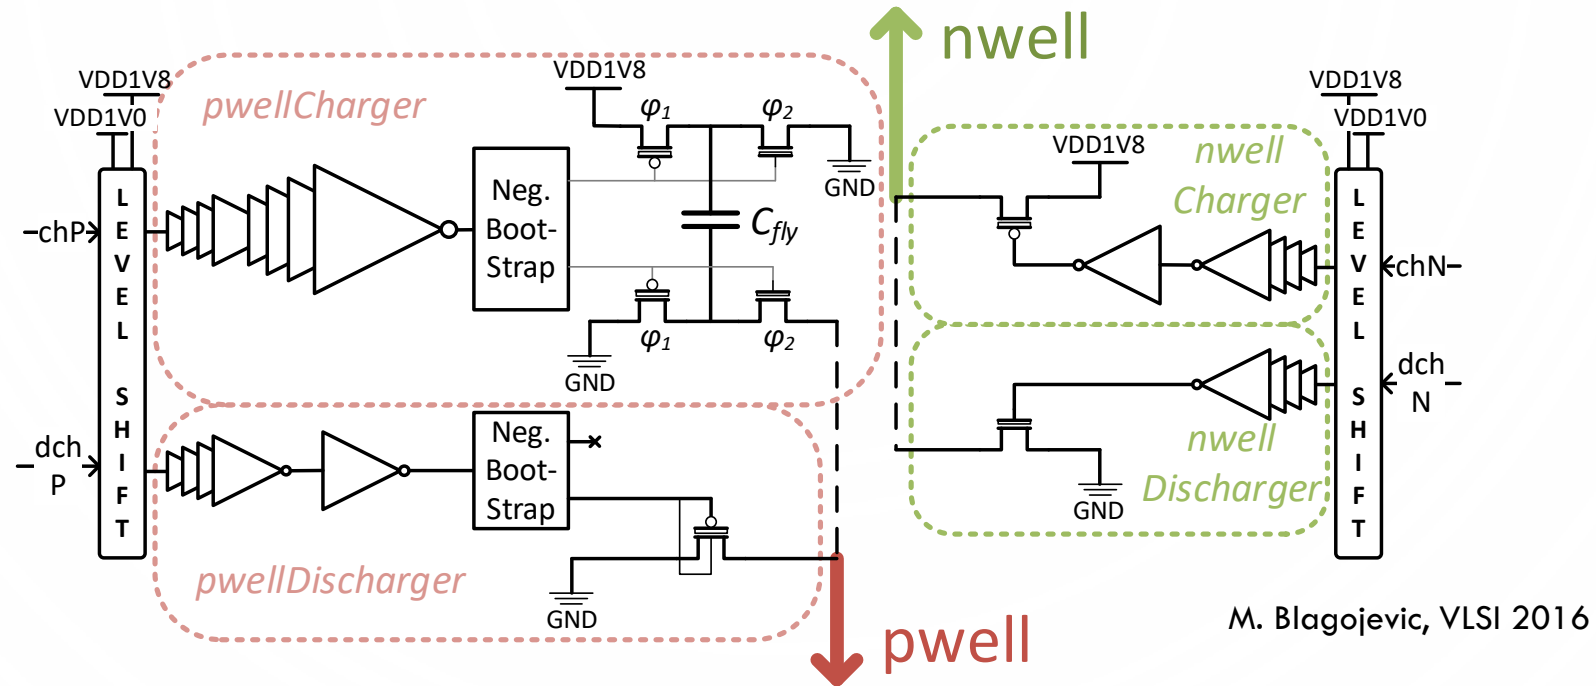 nwell
VDD1V8
VDD1V0
pwellCharger
VDD1V8
φ1
φ2
GND
LEVEL SHIFT
chP
Neg.
Boot-
Strap
Cfly
φ1
φ2
GND
dch
P
Neg.
Boot-
Strap
pwellDischarger
GND
pwell
VDD1V8
VDD1V0
nwell
Charger
VDD1V8
LEVEL SHIFT
chN
dch
N
nwell
Discharger
GND
M. Blagojevic, VLSI 2016